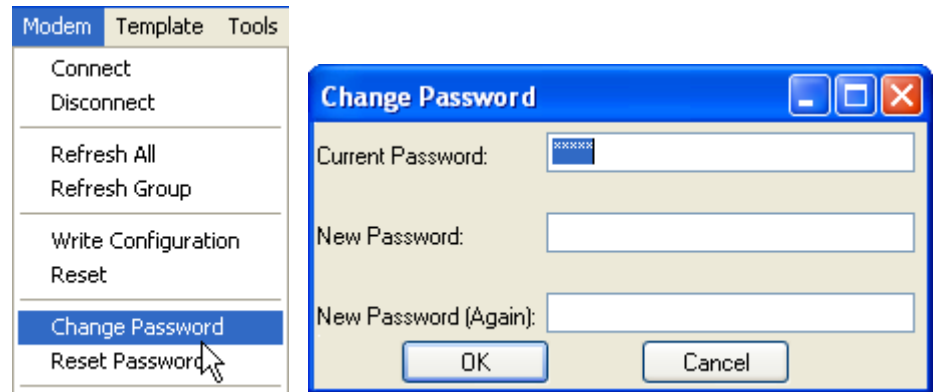 Modem Template Tools
Connect
Disconnect
Refresh All
Refresh Group
Write Configuration
Reset
Change Password
Reset Password
Change Password
Current Password: *****
New Password:
New Password (Again):
OK Cancel